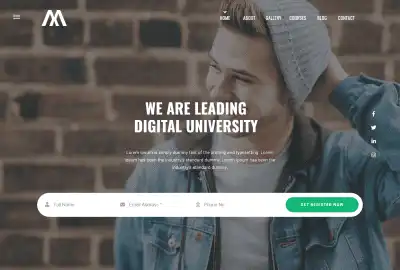 HOME ABOUT GALLERY COURSES BLOG CONTACT
WE ARE LEADING
DIGITAL UNIVERSITY
Lorem Ipsum is simply dummy text of the printing and typesetting. Lorem
Ipsum has been the industry's standard dummy. Lorem Ipsum has been the
industry's standard dummy.
Full Name Email Address * Phone No GET REGISTER NOW